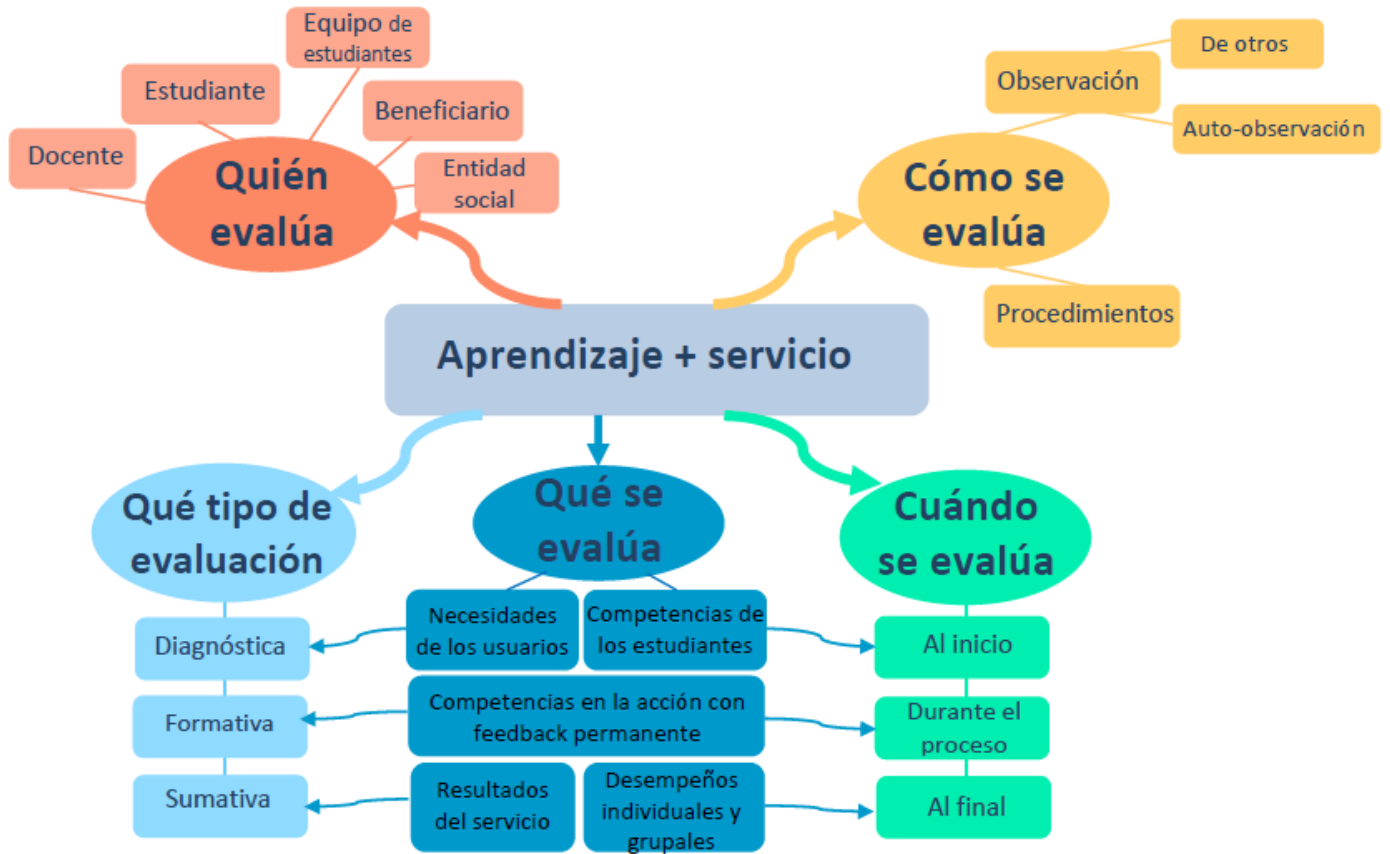 Equipo de
estudiantes
Estudiante
Beneficiario
Docente
Entidad
social
Quién
evalúa
De otros
Observación
Auto-observación
Cómo se
evalúa
Procedimientos
Aprendizaje + servicio
Qué tipo de
evaluación
Diagnóstica
Formativa
Sumativa
Qué se
evalúa
Necesidades
de los usuarios
Competencias de
los estudiantes
Competencias en la acción con
feedback permanente
Resultados
del servicio
Desempeños
individuales y
grupales
Cuándo
se evalúa
Al inicio
Durante el
proceso
Al final